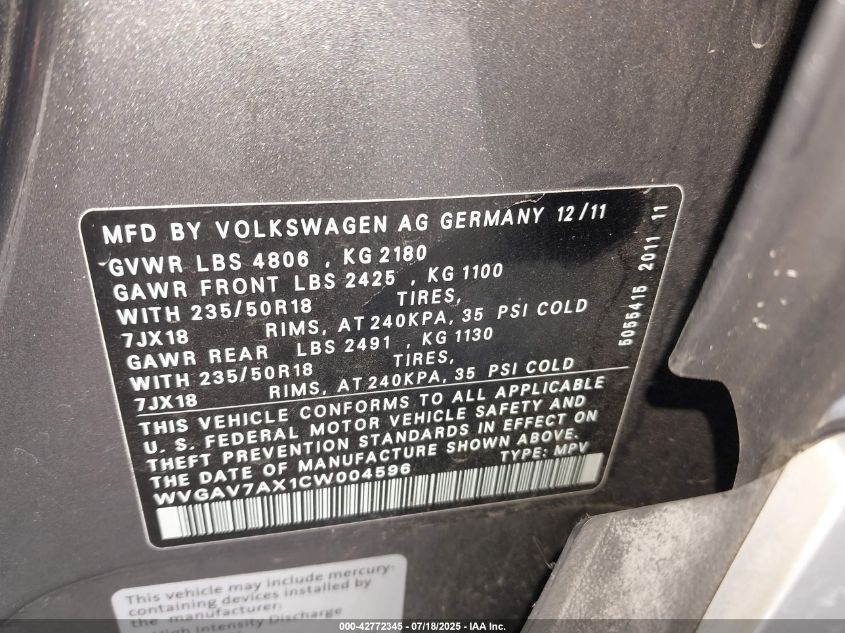 MFD BY VOLKSWAGEN AG GERMANY 12/11
GVWR LBS 4806 , KG 2180
GAWR FRONT LBS 2425 , KG 1100
WITH 235/50R18 TIRES,
7JX18 RIMS, AT 240KPA, 35 PSI COLD
GAWR REAR LBS 2491 , KG 1130
WITH 235/50R18 TIRES,
7JX18 RIMS, AT 240KPA, 35 PSI COLD
THIS VEHICLE CONFORMS TO ALL APPLICABLE
U. S. FEDERAL MOTOR VEHICLE SAFETY AND
THEFT PREVENTION STANDARDS IN EFFECT ON
THE DATE OF MANUFACTURE SHOWN ABOVE.
WVGAV7AX1CW004596 TYPE: MPV
5055415 2011 11
This vehicle may include mercury-
containing devices installed by
the manufacturer:
High Intensity Discharge
000-42772345 - 07/18/2025 - IAA Inc.